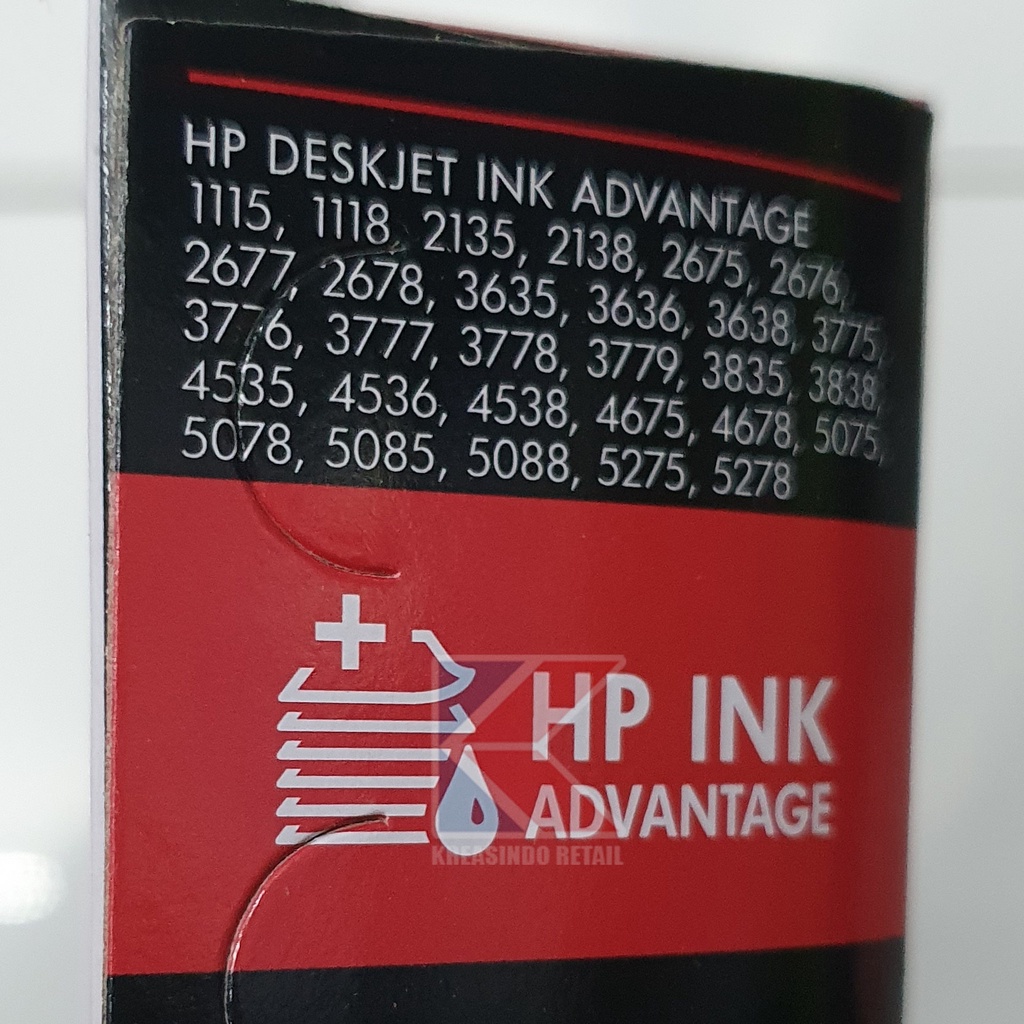 HP DESKJET INK ADVANTAGE
1115, 1118, 2135, 2138, 2675, 2676,
2677, 2678, 3635, 3636, 3638, 3775,
3776, 3777, 3778, 3779, 3835, 3838,
4535, 4536, 4538, 4675, 4678, 5075,
5078, 5085, 5088, 5275, 5278
HP INK
ADVANTAGE
KREASINDO RETAIL